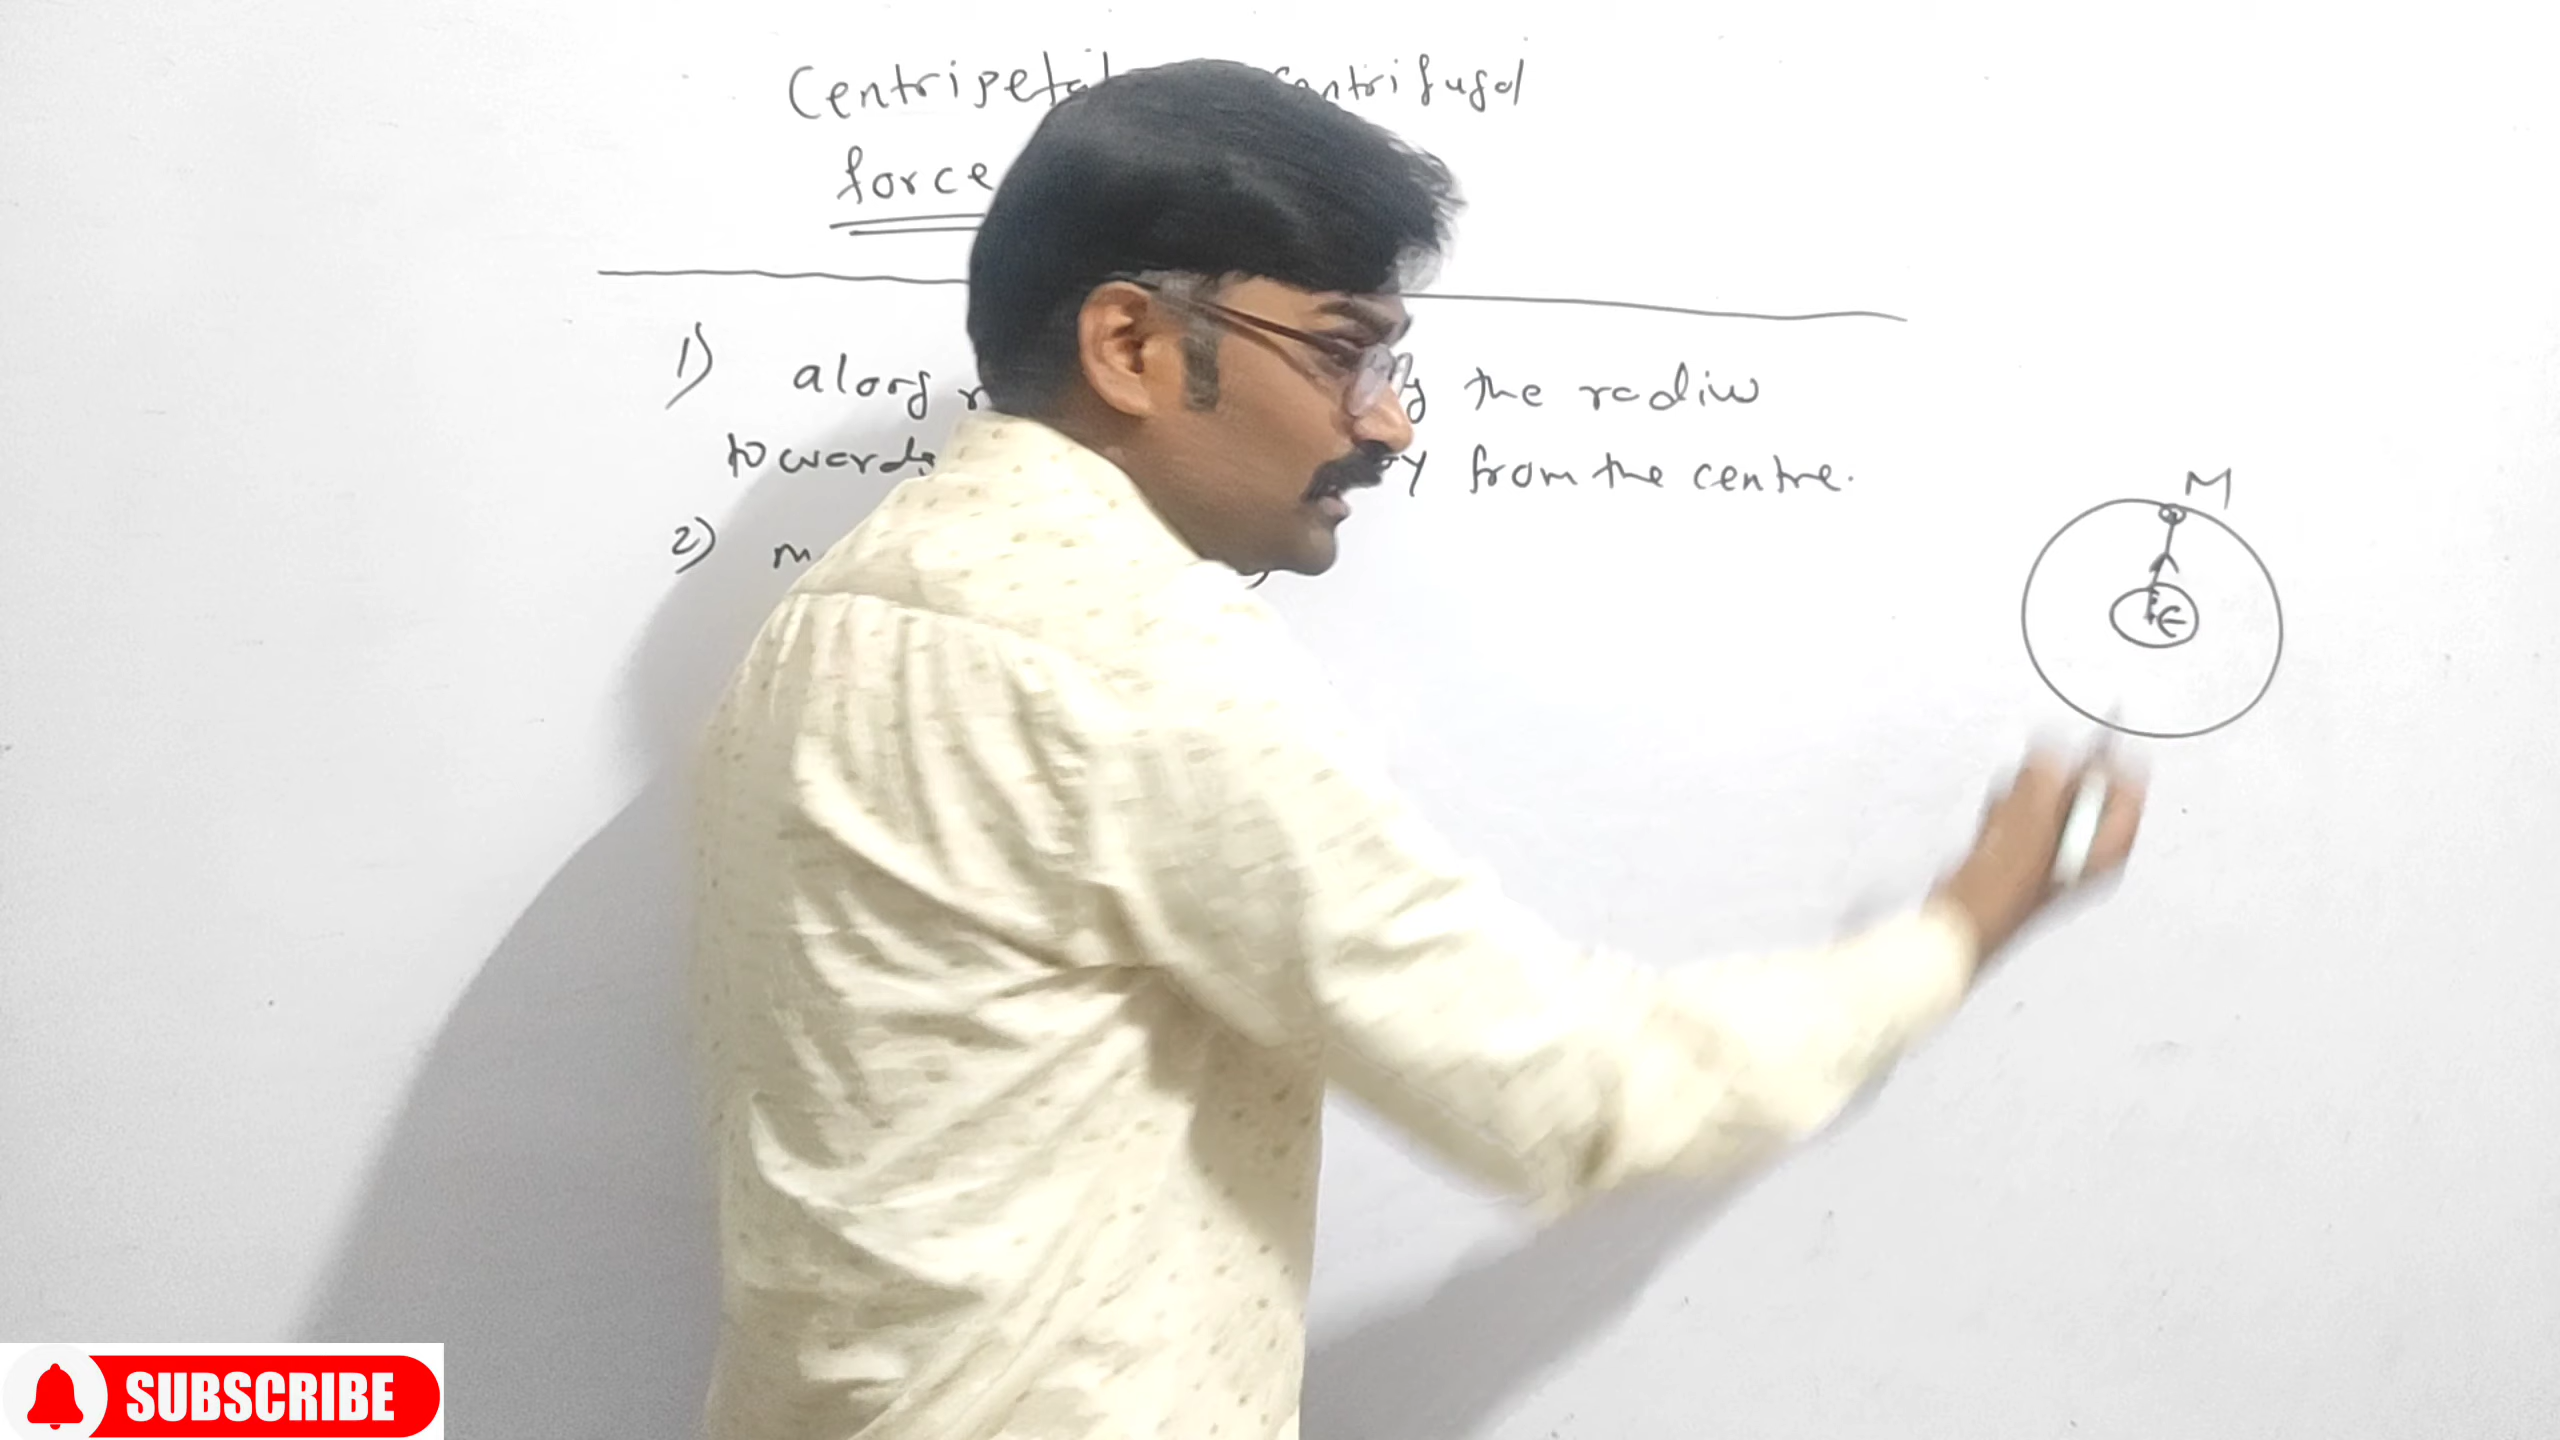 Centripetal Centrifugal
force
1) along the radius
towards from the centre.
2)
M
E
SUBSCRIBE